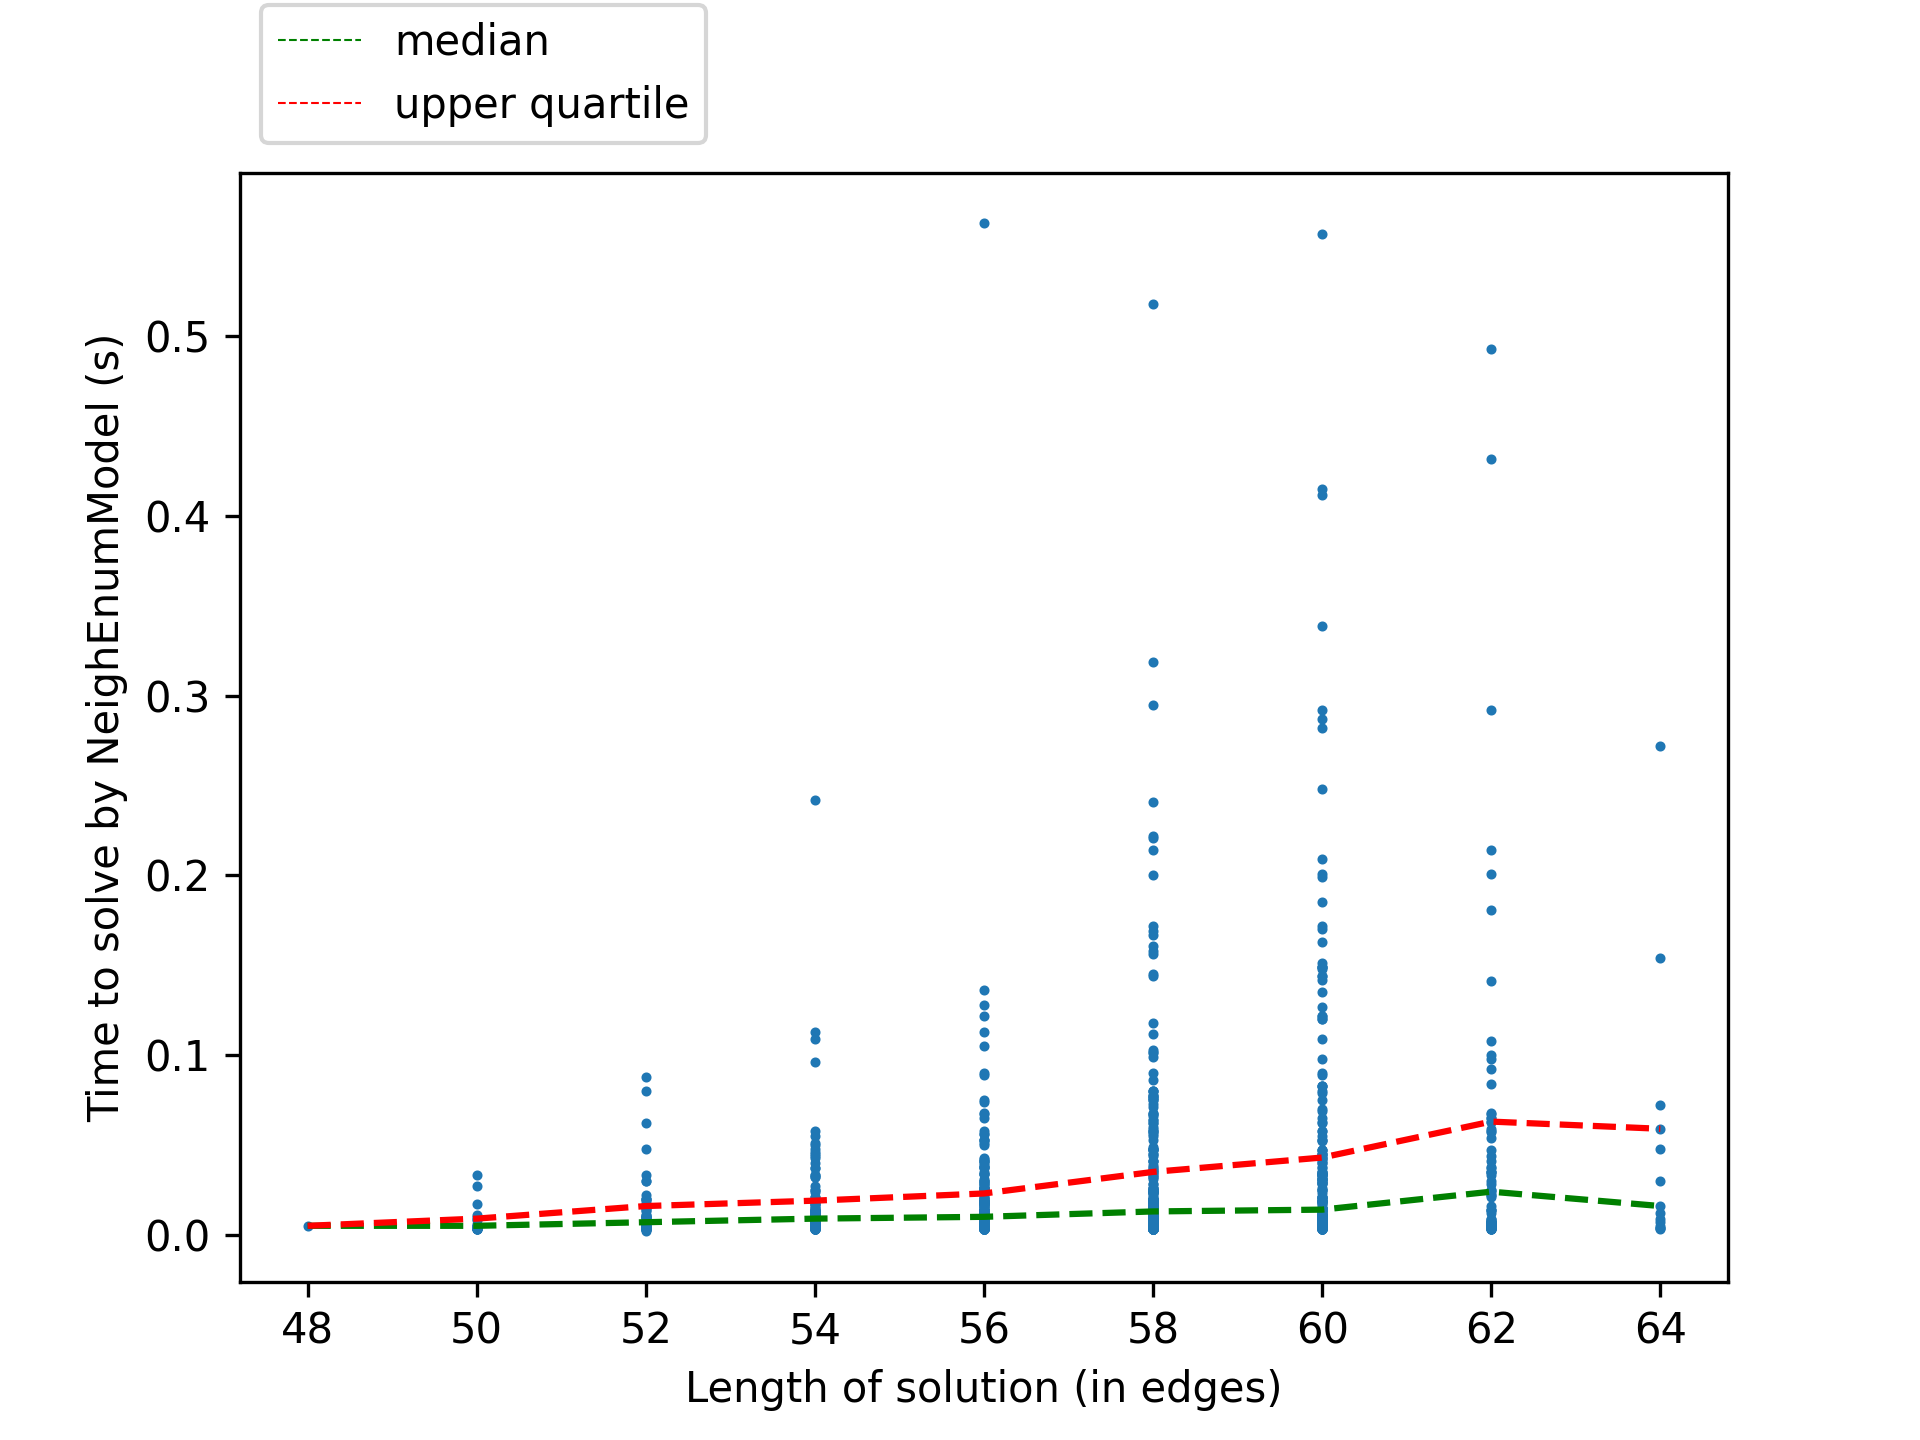 median
upper quartile
Time to solve by NeighEnumModel (s)
0.5
0.4
0.3
0.2
0.1
0.0
48 50 52 54 56 58 60 62 64
Length of solution (in edges)